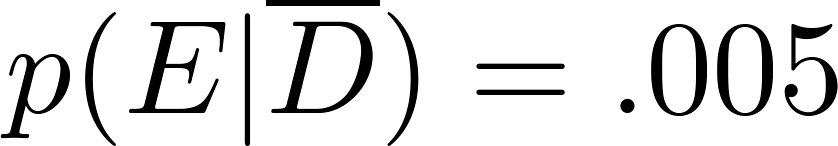 p(E|D̅) = .005